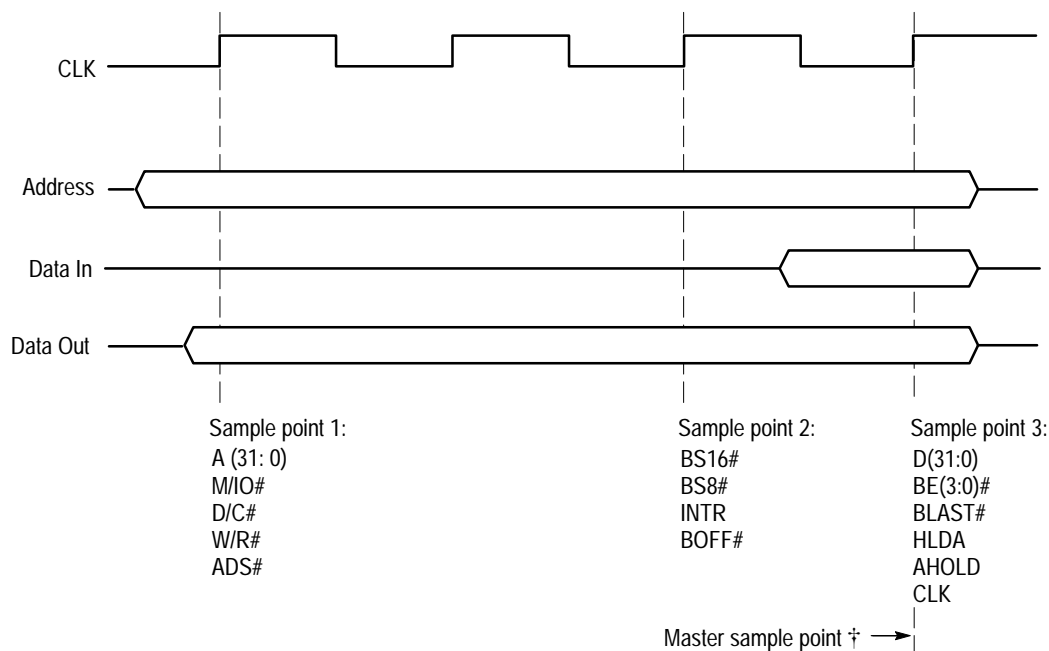 CLK
Address
Data In
Data Out
Sample point 1:
A (31: 0)
M/IO#
D/C#
W/R#
ADS#
Sample point 2:
BS16#
BS8#
INTR
BOFF#
Sample point 3:
D(31:0)
BE(3:0)#
BLAST#
HLDA
AHOLD
CLK
Master sample point †